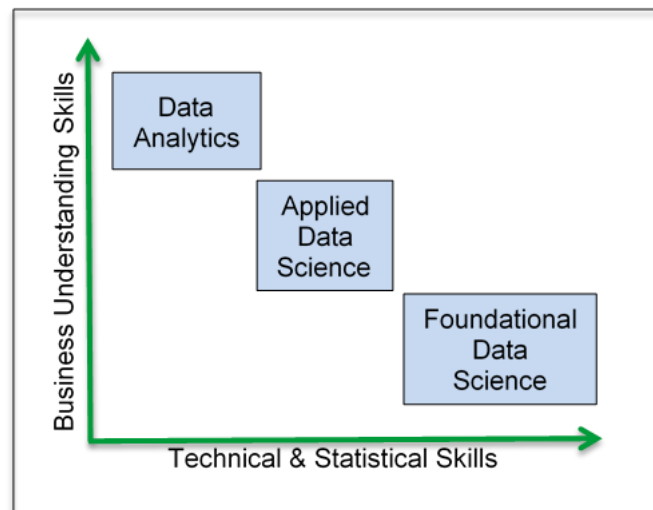 Business Understanding Skills
Data
Analytics
Applied
Data
Science
Foundational
Data
Science
Technical & Statistical Skills